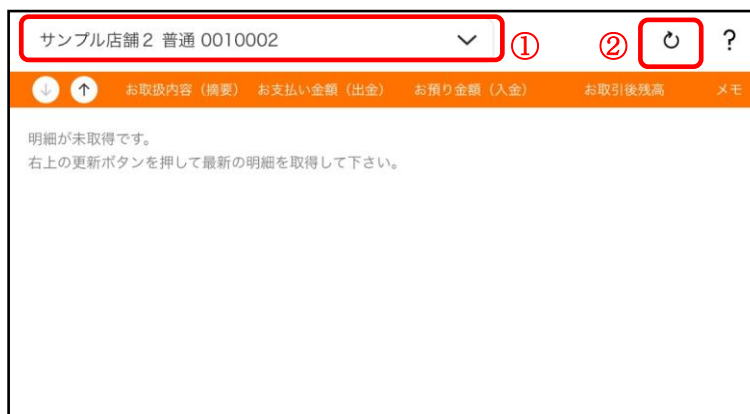 サンプル店舗2 普通 0010002 ① ② ?
お取扱内容（摘要） お支払い金額（出金） お預り金額（入金） お取引後残高 メモ
明細が未取得です。
右上の更新ボタンを押して最新の明細を取得して下さい。